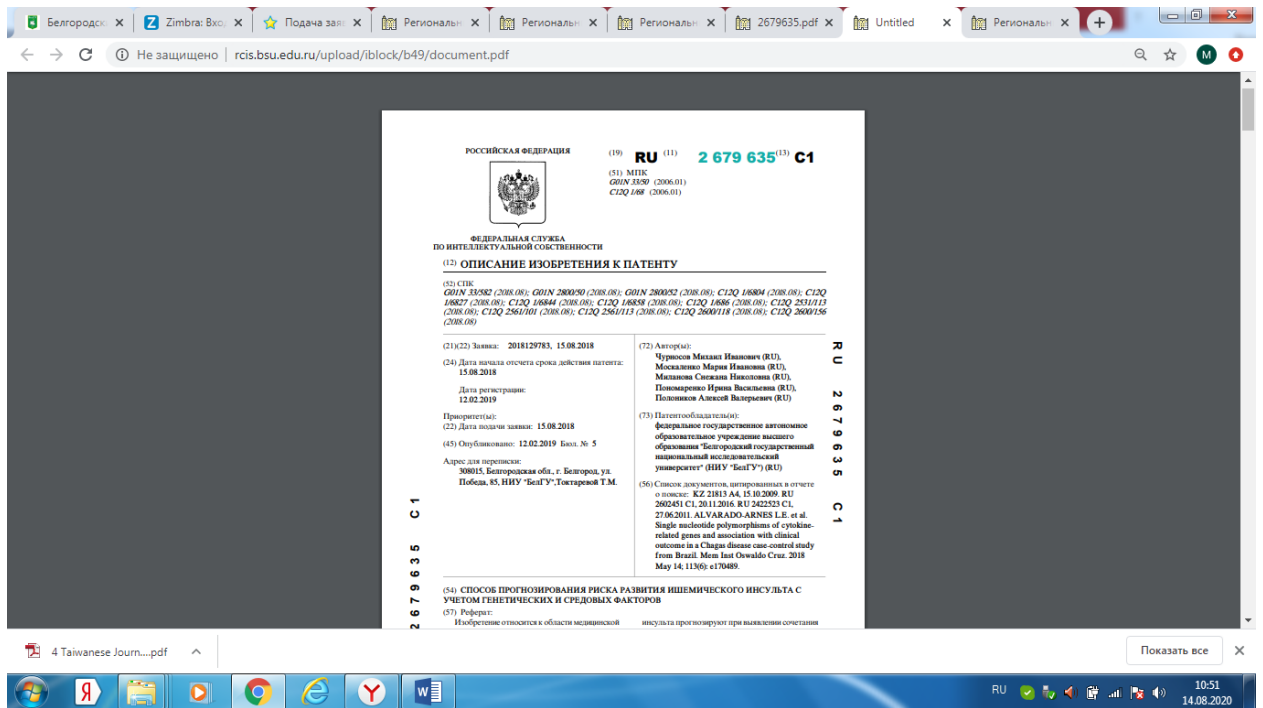 Белгородск
Zimbra: Вхо
Подача зая
Региональн
Региональн
Региональн
2679635.pdf
Untitled
Региональн
Не защищено | rcis.bsu.edu.ru/upload/iblock/b49/document.pdf
M
РОССИЙСКАЯ ФЕДЕРАЦИЯ
(19) RU (11) 2 679 635 (13) C1
(51) МПК
G01N 33/50 (2006.01)
C12Q 1/68 (2006.01)
ФЕДЕРАЛЬНАЯ СЛУЖБА
ПО ИНТЕЛЛЕКТУАЛЬНОЙ СОБСТВЕННОСТИ
(12) ОПИСАНИЕ ИЗОБРЕТЕНИЯ К ПАТЕНТУ
(52) СПК
G01N 33/582 (2018.08); G01N 2800/50 (2018.08); G01N 2800/52 (2018.08); C12Q 1/6804 (2018.08); C12Q
1/6827 (2018.08); C12Q 1/6844 (2018.08); C12Q 1/6858 (2018.08); C12Q 1/686 (2018.08); C12Q 2531/113
(2018.08); C12Q 2561/101 (2018.08); C12Q 2561/113 (2018.08); C12Q 2600/118 (2018.08); C12Q 2600/156
(2018.08)
(21)(22) Заявка: 2018129783, 15.08.2018
(24) Дата начала отсчета срока действия патента:
15.08.2018
Дата регистрации:
12.02.2019
Приоритет(ы):
(22) Дата подачи заявки: 15.08.2018
(45) Опубликовано: 12.02.2019 Бюл. № 5
Адрес для переписки:
308015, Белгородская обл., г. Белгород, ул.
Победа, 85, НИУ "БелГУ",Токтаревой Т.М.
(72) Автор(ы):
Чурносов Михаил Иванович (RU),
Москаленко Мария Ивановна (RU),
Миланова Снежана Николовна (RU),
Пономаренко Ирина Васильевна (RU),
Полоников Алексей Валерьевич (RU)
(73) Патентообладатель(и):
федеральное государственное автономное
образовательное учреждение высшего
образования "Белгородский государственный
национальный исследовательский
университет" (НИУ "БелГУ") (RU)
(56) Список документов, цитированных в отчете
о поиске: KZ 21813 A4, 15.10.2009. RU
2602451 C1, 20.11.2016. RU 2422523 C1,
27.06.2011. ALVARADO-ARNES L.E. et al.
Single nucleotide polymorphisms of cytokine-
related genes and association with clinical
outcome in a Chagas disease case-control study
from Brazil. Mem Inst Oswaldo Cruz. 2018
May 14; 113(6): e170489.
RU 2679635 C1
2679635 C1
(54) СПОСОБ ПРОГНОЗИРОВАНИЯ РИСКА РАЗВИТИЯ ИШЕМИЧЕСКОГО ИНСУЛЬТА С
УЧЕТОМ ГЕНЕТИЧЕСКИХ И СРЕДОВЫХ ФАКТОРОВ
(57) Реферат:
Изобретение относится к области медицинской
инсульта прогнозируют при выявлении сочетания
4 Taiwanese Journ....pdf
Показать все
RU
10:51
14.08.2020